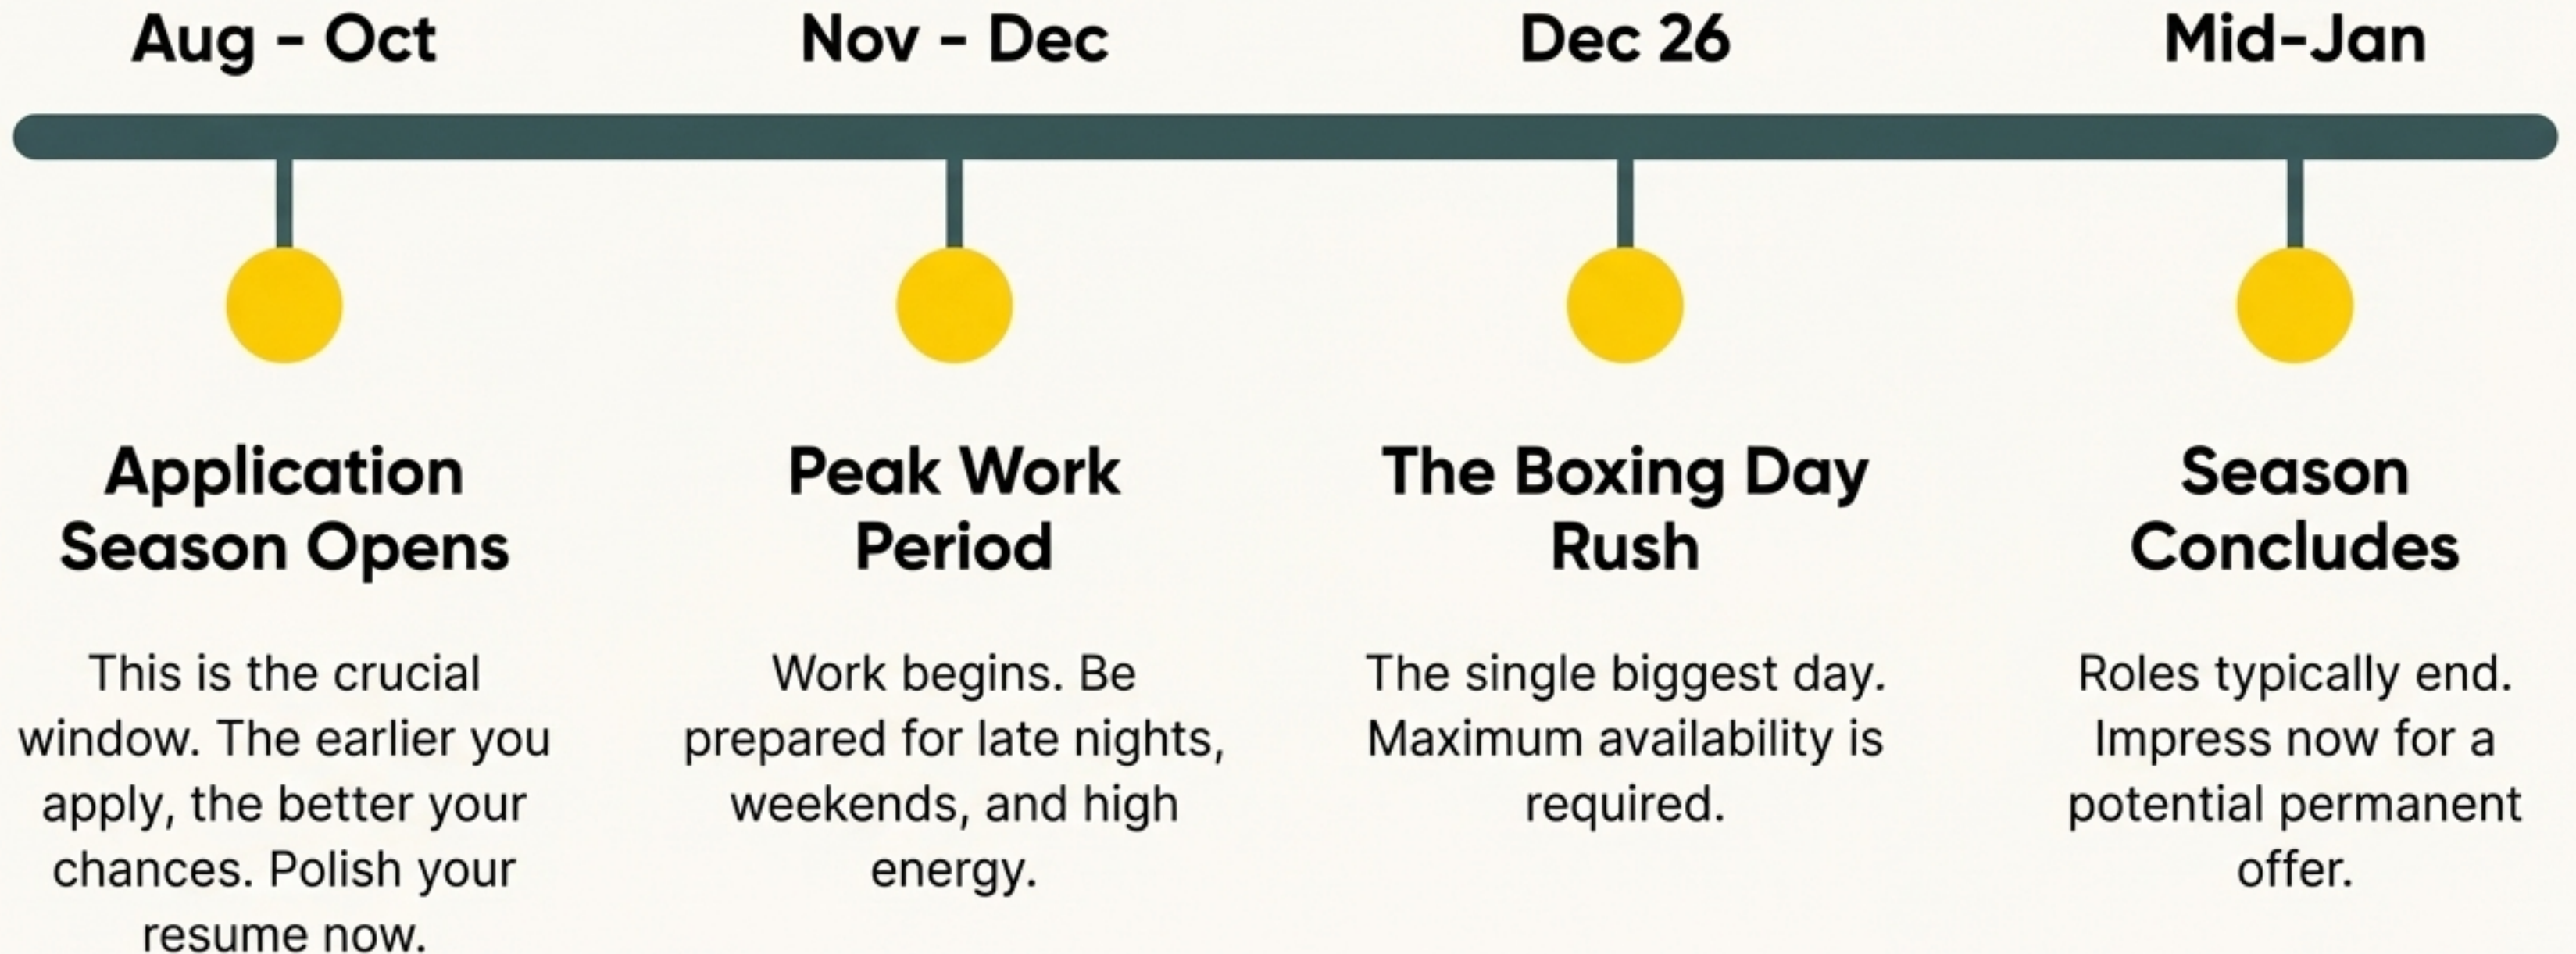 Aug - Oct
Application
Season Opens
This is the crucial
window. The earlier you
apply, the better your
chances. Polish your
resume now.
Nov - Dec
Peak Work
Period
Work begins. Be
prepared for late nights,
weekends, and high
energy.
Dec 26
The Boxing Day
Rush
The single biggest day.
Maximum availability is
required.
Mid-Jan
Season
Concludes
Roles typically end.
Impress now for a
potential permanent
offer.